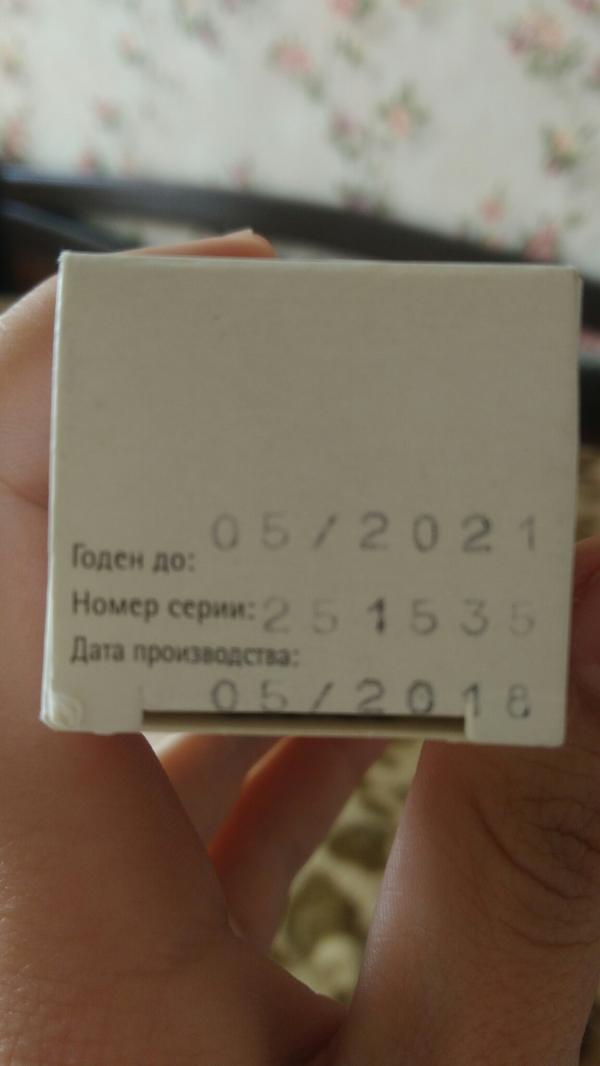 05/2021
Годен до:
Номер серии: 251535
Дата производства:
05/2018